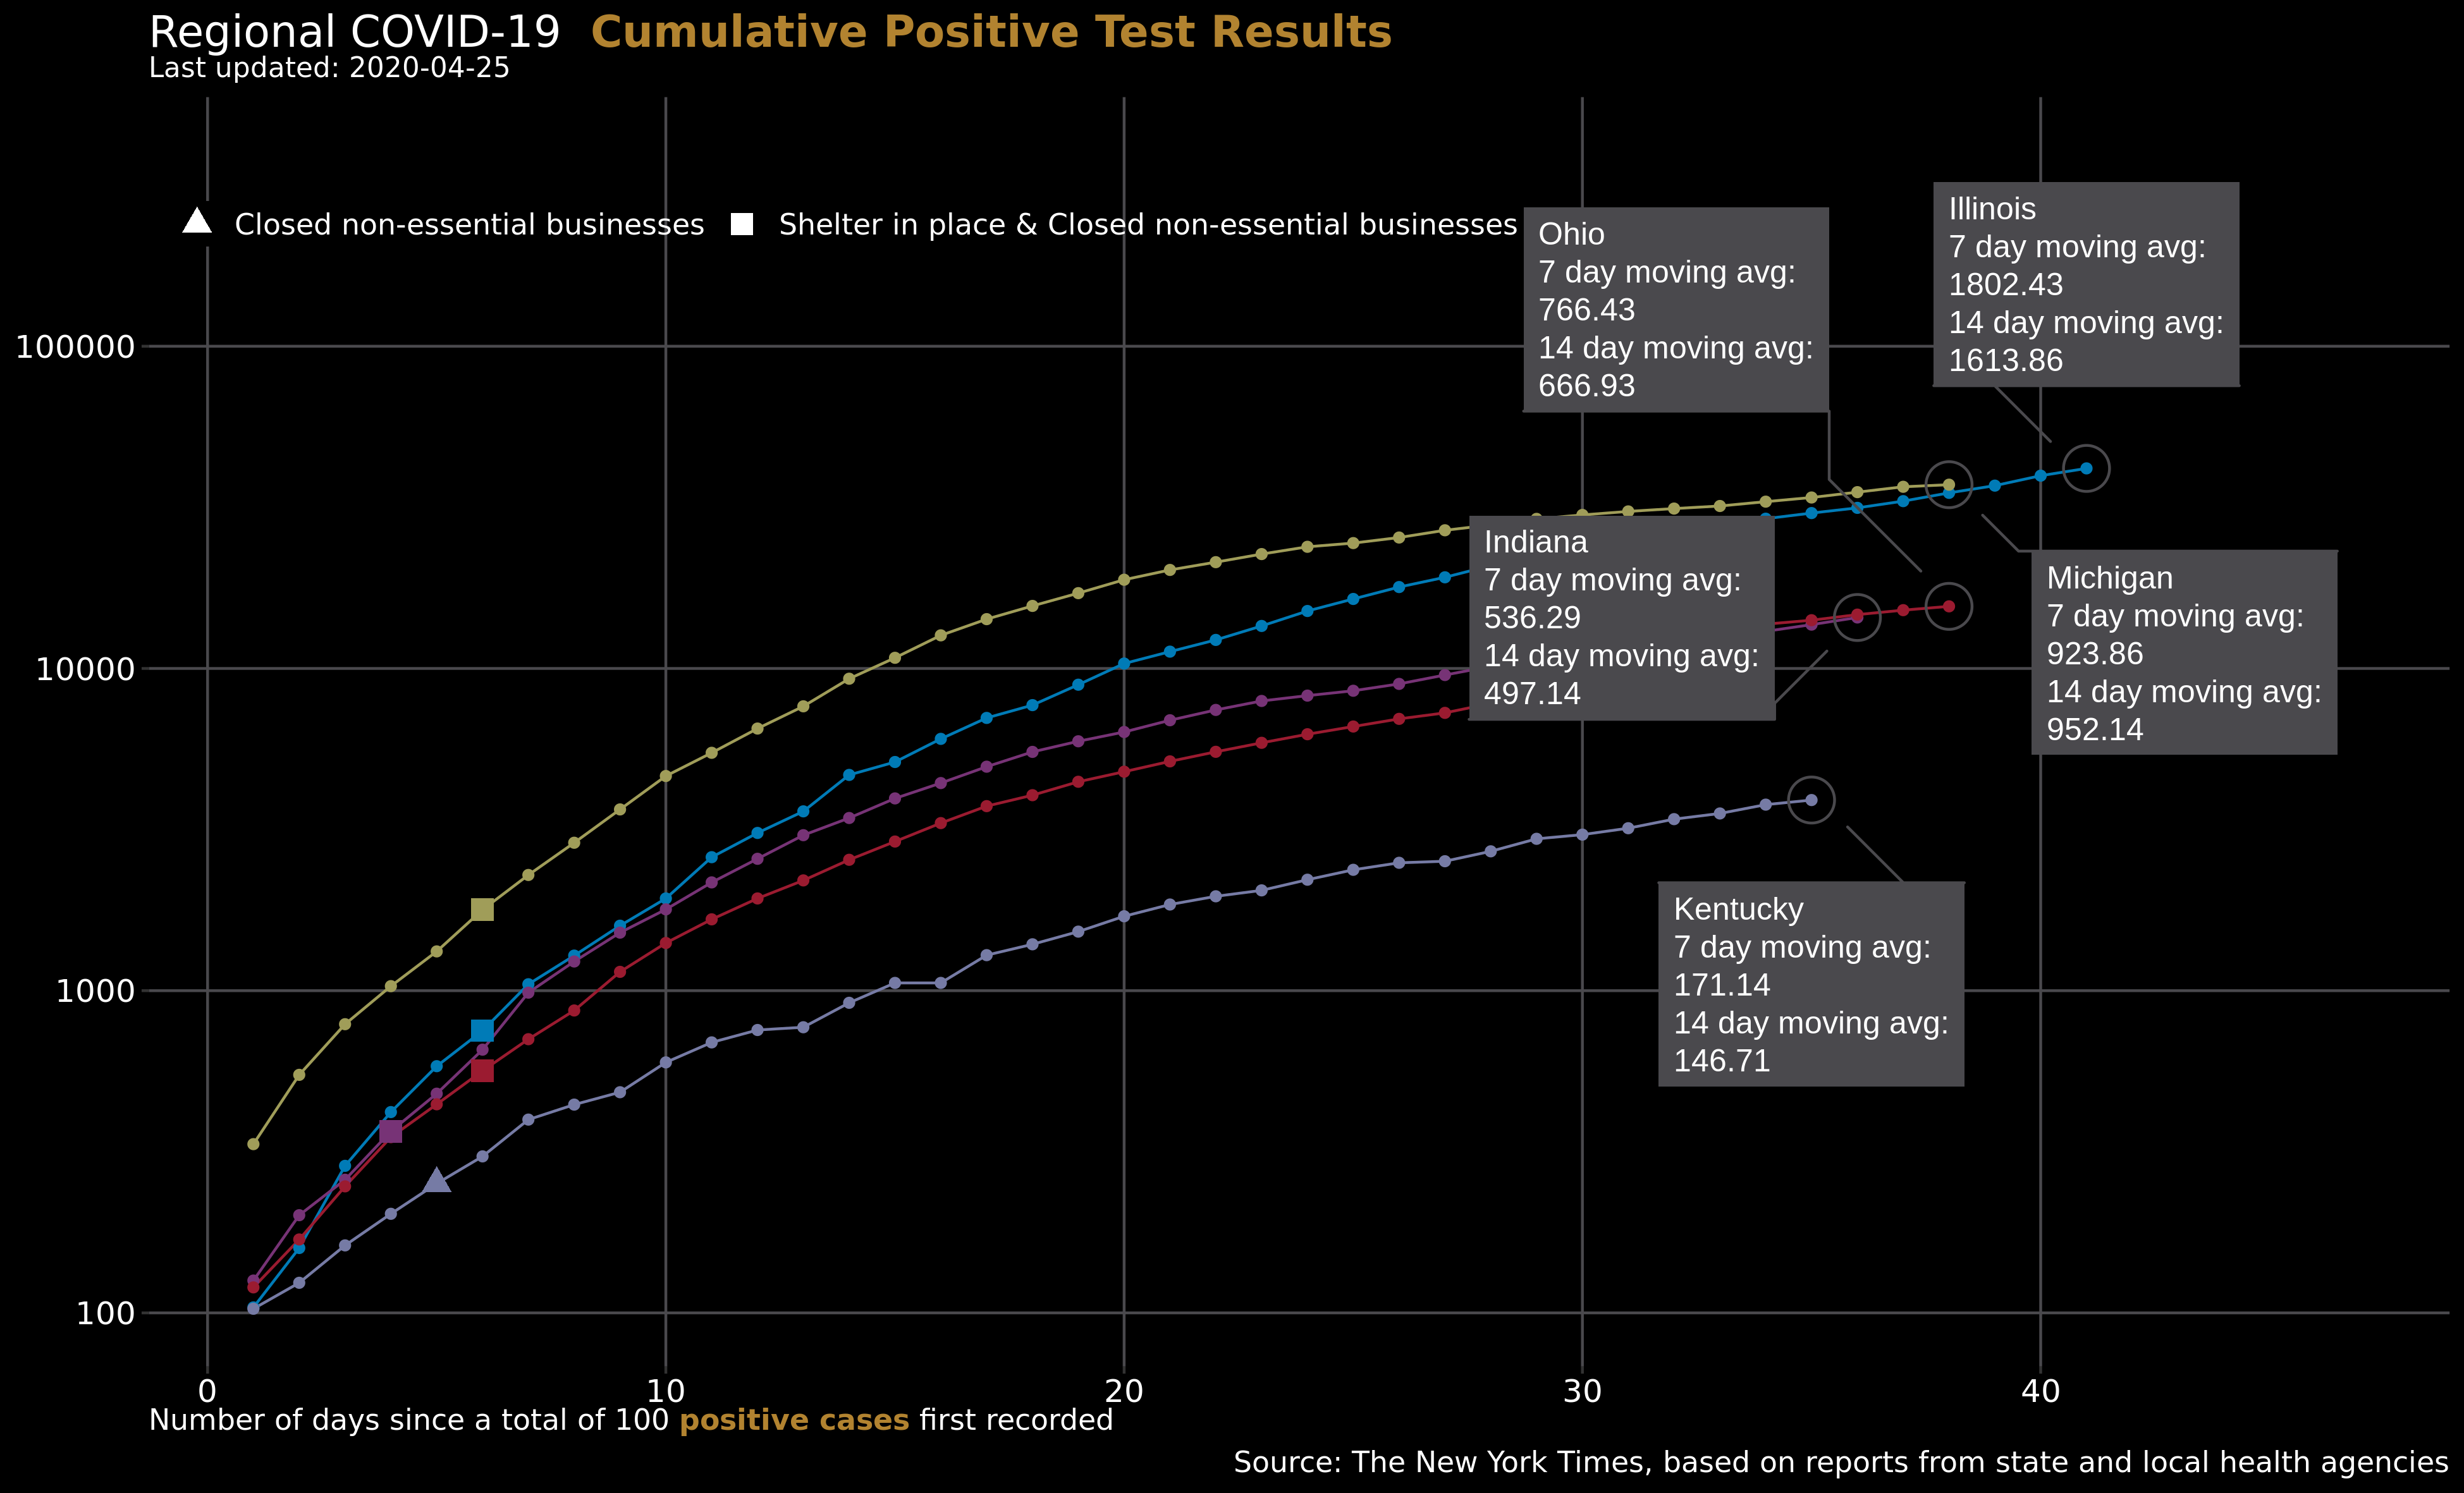 Regional COVID-19 Cumulative Positive Test Results
Last updated: 2020-04-25
Closed non-essential businesses
Shelter in place & Closed non-essential businesses
Ohio
7 day moving avg:
766.43
14 day moving avg:
666.93
Illinois
7 day moving avg:
1802.43
14 day moving avg:
1613.86
Indiana
7 day moving avg:
536.29
14 day moving avg:
497.14
Michigan
7 day moving avg:
923.86
14 day moving avg:
952.14
Kentucky
7 day moving avg:
171.14
14 day moving avg:
146.71
100000
10000
1000
100
0 10 20 30 40
Number of days since a total of 100 positive cases first recorded
Source: The New York Times, based on reports from state and local health agencies